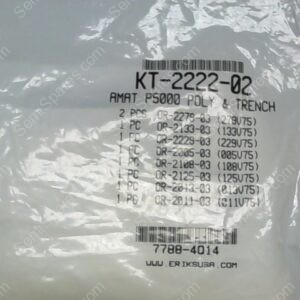 KT-2222-02
AMAT P5000 POLY & TRENCH
2 PCS OR-2279-03 (279V75)
1 PC OR-2133-03 (133V75)
1 PC OR-2229-03 (229V75)
1 PC OR-2005-03 (005V75)
1 PC OR-2108-03 (108V75)
1 PC OR-2125-03 (125V75)
1 PC OR-2013-03 (013V75)
1 PC OR-2011-03 (011V75)
7788-4014
WWW.ERIKSUSA.COM